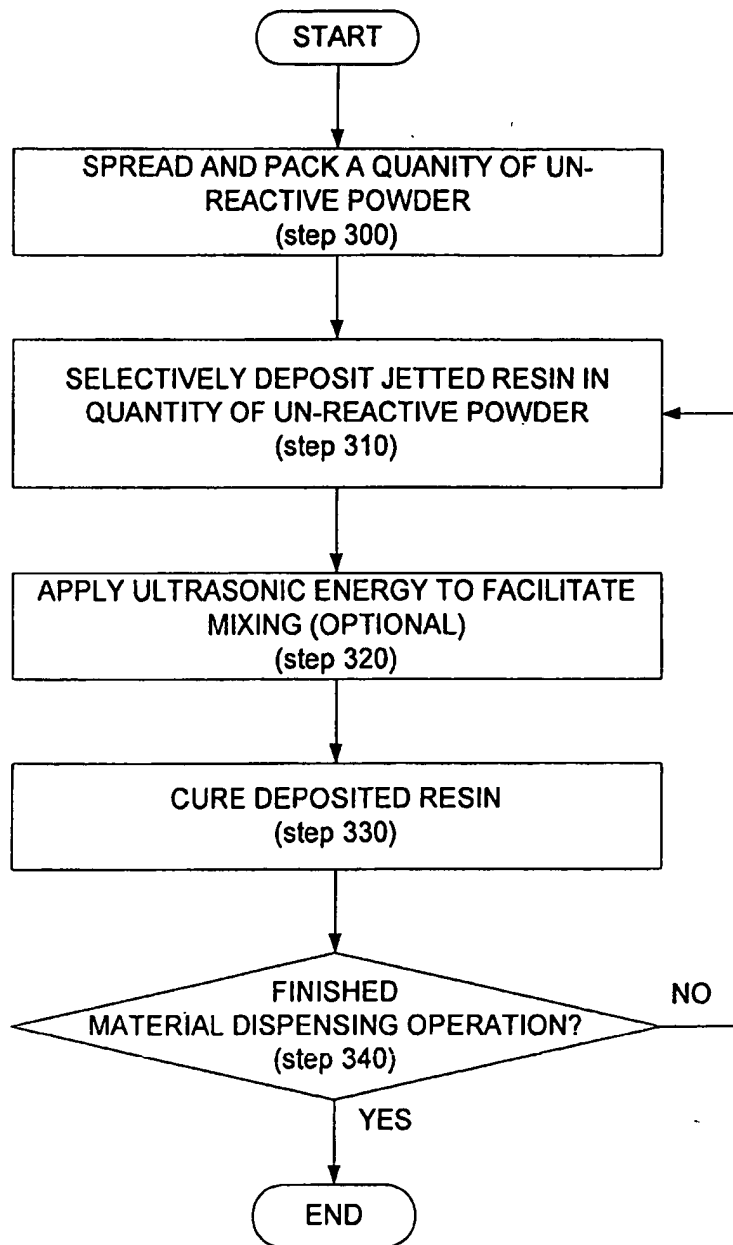 START
SPREAD AND PACK A QUANITY OF UN-
REACTIVE POWDER
(step 300)
SELECTIVELY DEPOSIT JETTED RESIN IN
QUANTITY OF UN-REACTIVE POWDER
(step 310)
APPLY ULTRASONIC ENERGY TO FACILITATE
MIXING (OPTIONAL)
(step 320)
CURE DEPOSITED RESIN
(step 330)
FINISHED
MATERIAL DISPENSING OPERATION?
(step 340)
NO
YES
END